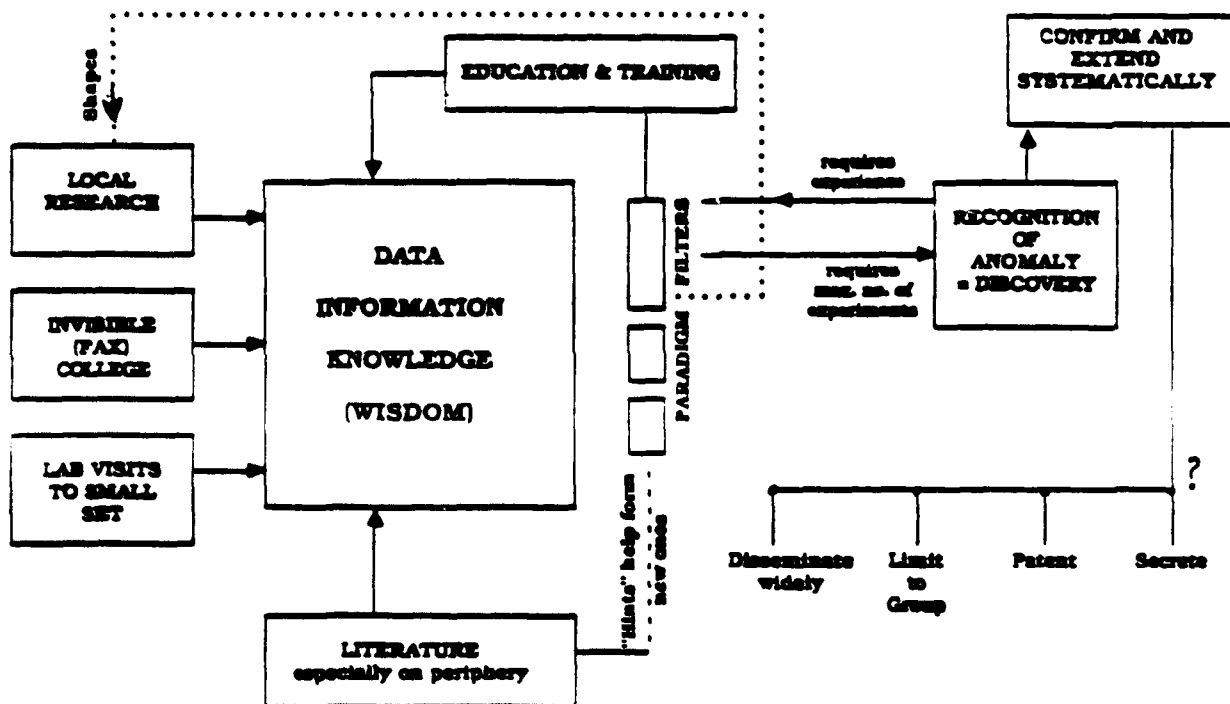 Shapes
EDUCATION & TRAINING
CONFIRM AND
EXTEND
SYSTEMATICALLY
LOCAL
RESEARCH
INVISIBLE
(FAX)
COLLEGE
LAB VISITS
TO SMALL
SET
DATA
INFORMATION
KNOWLEDGE
(WISDOM)
PARADIGM FILTERS
requires
experience
requires
max. no. of
experiments
RECOGNITION
OF
ANOMALY
= DISCOVERY
"Hints" help form
new ones
LITERATURE
especially on periphery
?
Disseminate
widely
Limit
to
Group
Patent
Secrete